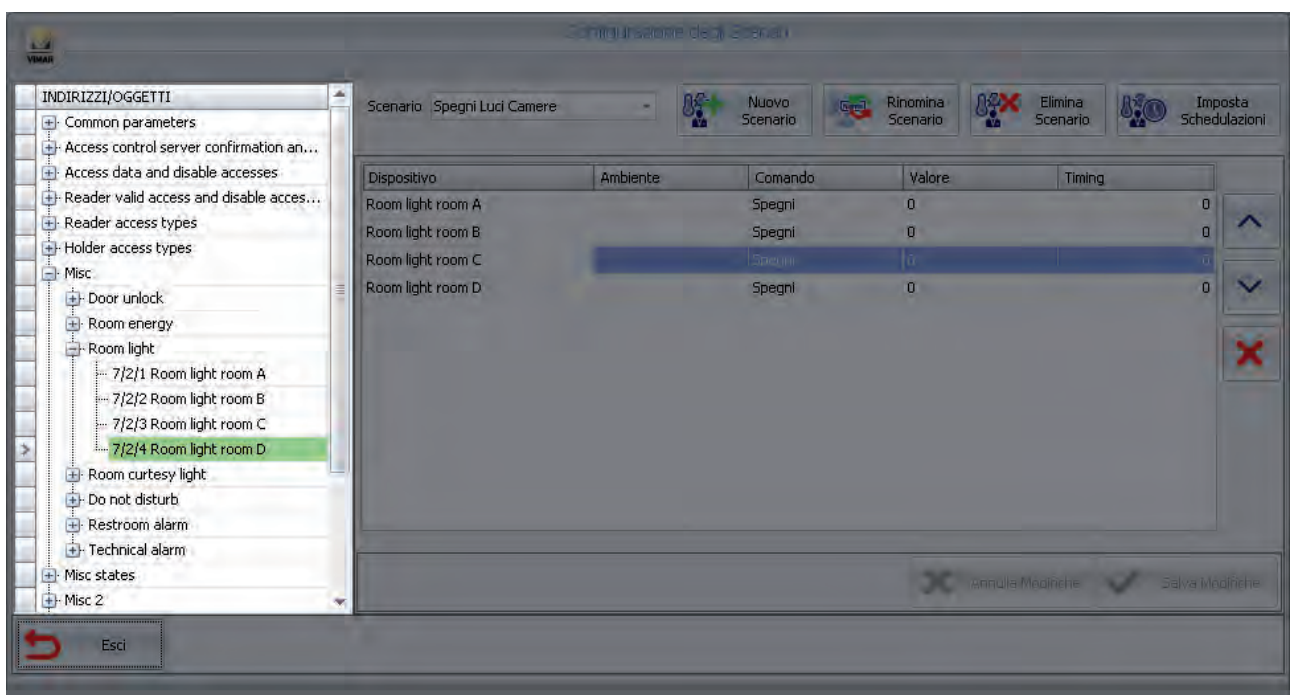 Configurazione degli Scenari
VIMAR
INDIRIZZI/OGGETTI
Common parameters
Access control server confirmation an...
Access data and disable accesses
Reader valid access and disable acces...
Reader access types
Holder access types
Misc
Door unlock
Room energy
Room light
7/2/1 Room light room A
7/2/2 Room light room B
7/2/3 Room light room C
7/2/4 Room light room D
Room curtesy light
Do not disturb
Restroom alarm
Technical alarm
Misc states
Misc 2
Scenario Spegni Luci Camere
Nuovo Scenario
Rinomina Scenario
Elimina Scenario
Imposta Schedulazioni
Dispositivo Ambiente Comando Valore Timing
Room light room A Spegni 0 0
Room light room B Spegni 0 0
Room light room C Spegni 0 0
Room light room D Spegni 0 0
Annulla Modifiche
Salva Modifiche
Esci